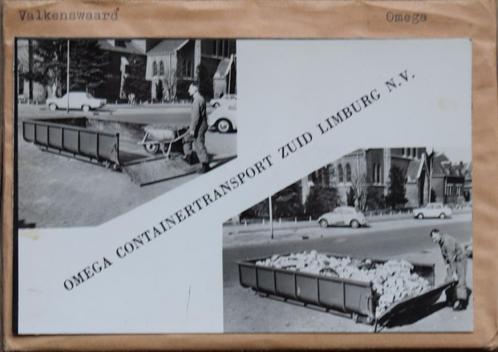 Valkenswaard
Omega
OMEGA CONTAINERTRANSPORT ZUID LIMBURG N.V.